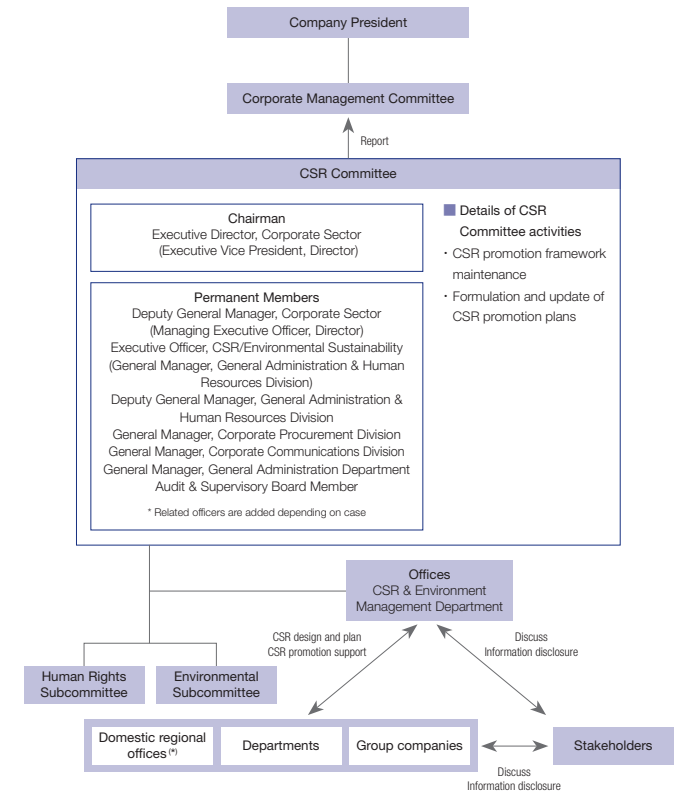 Company President
Corporate Management Committee
Report
CSR Committee
Chairman
Executive Director, Corporate Sector
(Executive Vice President, Director)
Permanent Members
Deputy General Manager, Corporate Sector
(Managing Executive Officer, Director)
Executive Officer, CSR/Environmental Sustainability
(General Manager, General Administration & Human
Resources Division)
Deputy General Manager, General Administration &
Human Resources Division
General Manager, Corporate Procurement Division
General Manager, Corporate Communications Division
General Manager, General Administration Department
Audit & Supervisory Board Member
* Related officers are added depending on case
■ Details of CSR
Committee activities
・CSR promotion framework
maintenance
・Formulation and update of
CSR promotion plans
Offices
CSR & Environment
Management Department
CSR design and plan
CSR promotion support
Discuss
Information disclosure
Human Rights
Subcommittee
Environmental
Subcommittee
Domestic regional
offices (*)
Departments
Group companies
Stakeholders
Discuss
Information disclosure